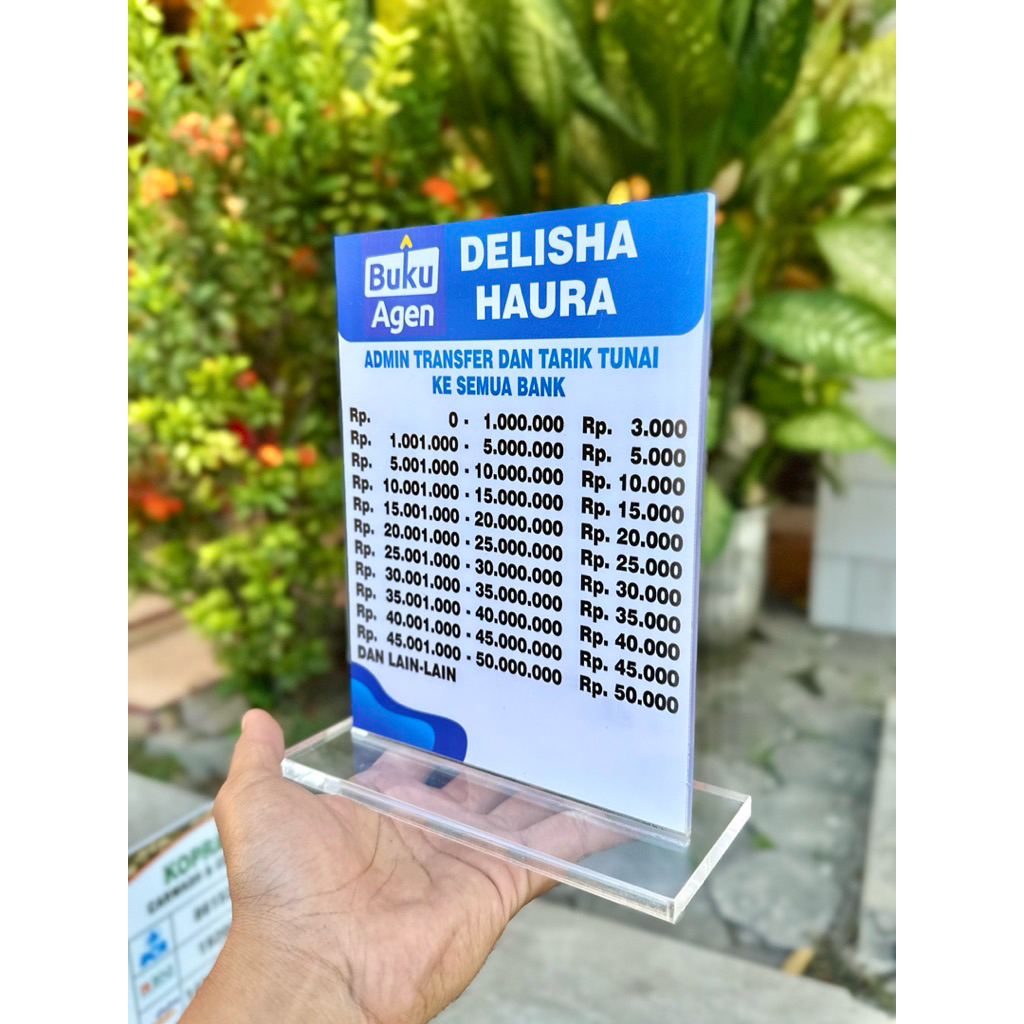 Buku
Agen
DELISHA
HAURA
ADMIN TRANSFER DAN TARIK TUNAI
KE SEMUA BANK
Rp. 0 - 1.000.000 Rp. 3.000
Rp. 1.001.000 - 5.000.000 Rp. 5.000
Rp. 5.001.000 - 10.000.000 Rp. 10.000
Rp. 10.001.000 - 15.000.000 Rp. 15.000
Rp. 15.001.000 - 20.000.000 Rp. 20.000
Rp. 20.001.000 - 25.000.000 Rp. 25.000
Rp. 25.001.000 - 30.000.000 Rp. 30.000
Rp. 30.001.000 - 35.000.000 Rp. 35.000
Rp. 35.001.000 - 40.000.000 Rp. 40.000
Rp. 40.001.000 - 45.000.000 Rp. 45.000
Rp. 45.001.000 - 50.000.000 Rp. 50.000
DAN LAIN-LAIN